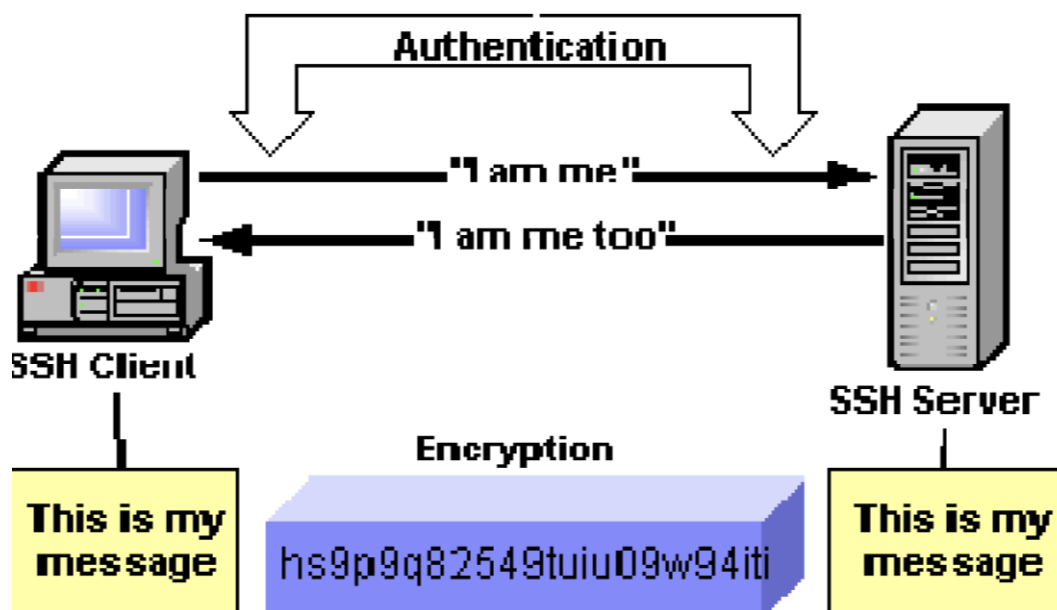 Authentication
"I am me"
"I am me too"
SSH Client
SSH Server
Encryption
This is my
message
hs9p9q82549tuiu09w94iti
This is my
message